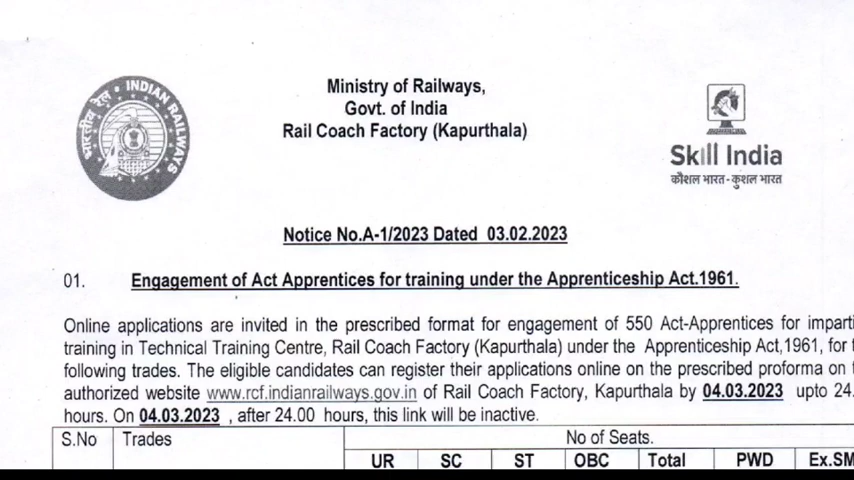 भारतीय रेल • INDIAN RAILWAYS
Ministry of Railways,
Govt. of India
Rail Coach Factory (Kapurthala)
Skill India
कौशल भारत - कुशल भारत
Notice No.A-1/2023 Dated 03.02.2023
01. Engagement of Act Apprentices for training under the Apprenticeship Act.1961.
Online applications are invited in the prescribed format for engagement of 550 Act-Apprentices for imparti
training in Technical Training Centre, Rail Coach Factory (Kapurthala) under the Apprenticeship Act,1961, for t
following trades. The eligible candidates can register their applications online on the prescribed proforma on
authorized website www.rcf.indianrailways.gov.in of Rail Coach Factory, Kapurthala by 04.03.2023 upto 24.
hours. On 04.03.2023 , after 24.00 hours, this link will be inactive.
S.No Trades No of Seats.
UR SC ST OBC Total PWD Ex.SM